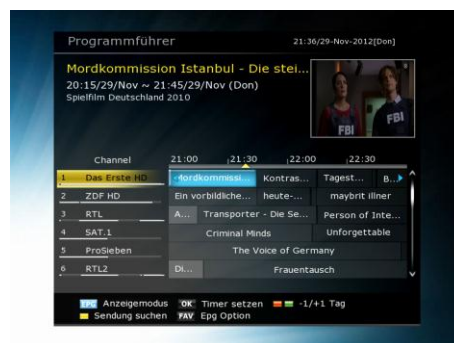 Programmführer 21:36/29-Nov-2012[Don]
Mordkommission Istanbul - Die stei...
20:15/29/Nov ~ 21:45/29/Nov (Don)
Spielfilm Deutschland 2010
FBI FBI
Channel 21:00 21:30 22:00 22:30
1 Das Erste HD Mordkommissi... Kontras... Tagest... B...
2 ZDF HD Ein vorbildliche... heute-... maybrit illner
3 RTL A... Transporter - Die Se... Person of Inte...
4 SAT.1 Criminal Minds Unforgettable
5 ProSieben The Voice of Germany
6 RTL2 Di... Frauentausch
EPG Anzeigemodus OK Timer setzen -1/+1 Tag
Sendung suchen FAV Epg Option